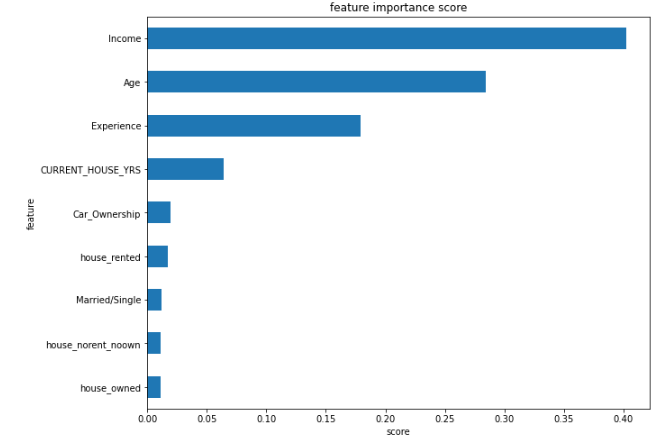 feature importance score
Income
Age
Experience
CURRENT_HOUSE_YRS
Car_Ownership
house_rented
Married/Single
house_norent_noown
house_owned
feature
0.00 0.05 0.10 0.15 0.20 0.25 0.30 0.35 0.40
score